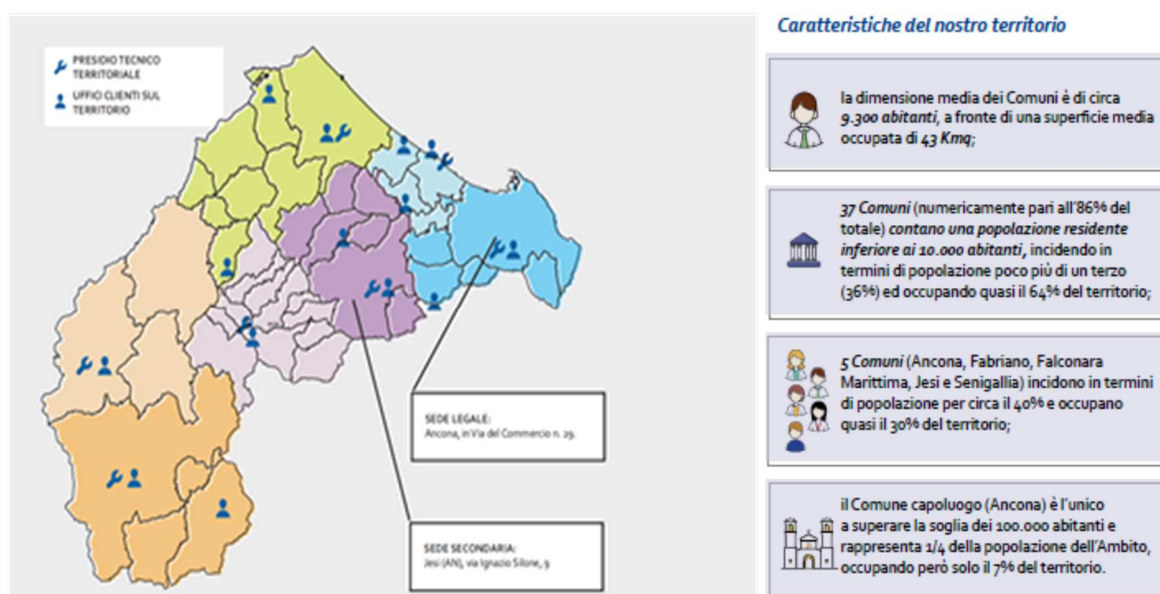 PRESIDIO TECNICO
TERRITORIALE
UFFICI CLIENTI SUL
TERRITORIO
SEDE LEGALE:
Ancona, in Via del Commercio n. 29.
SEDE SECONDARIA:
Jesi (AN), via Ignazio Silone, 9
Caratteristiche del nostro territorio
la dimensione media dei Comuni è di circa
9.300 abitanti, a fronte di una superficie media
occupata di 43 Kmq;
37 Comuni (numericamente pari all'86% del
totale) contano una popolazione residente
inferiore ai 10.000 abitanti, incidendo in
termini di popolazione poco più di un terzo
(36%) ed occupando quasi il 64% del territorio;
5 Comuni (Ancona, Fabriano, Falconara
Marittima, Jesi e Senigallia) incidono in termini
di popolazione per circa il 40% e occupano
quasi il 30% del territorio;
il Comune capoluogo (Ancona) è l'unico
a superare la soglia dei 100.000 abitanti e
rappresenta 1/4 della popolazione dell'Ambito,
occupando però solo il 7% del territorio.